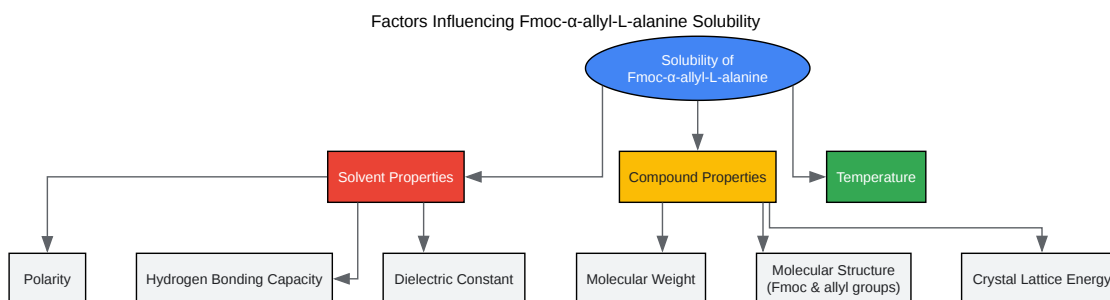 Factors Influencing Fmoc-α-allyl-L-alanine Solubility
Solubility of
Fmoc-α-allyl-L-alanine
Solvent Properties
Compound Properties
Temperature
Polarity
Hydrogen Bonding Capacity
Dielectric Constant
Molecular Weight
Molecular Structure
(Fmoc & allyl groups)
Crystal Lattice Energy